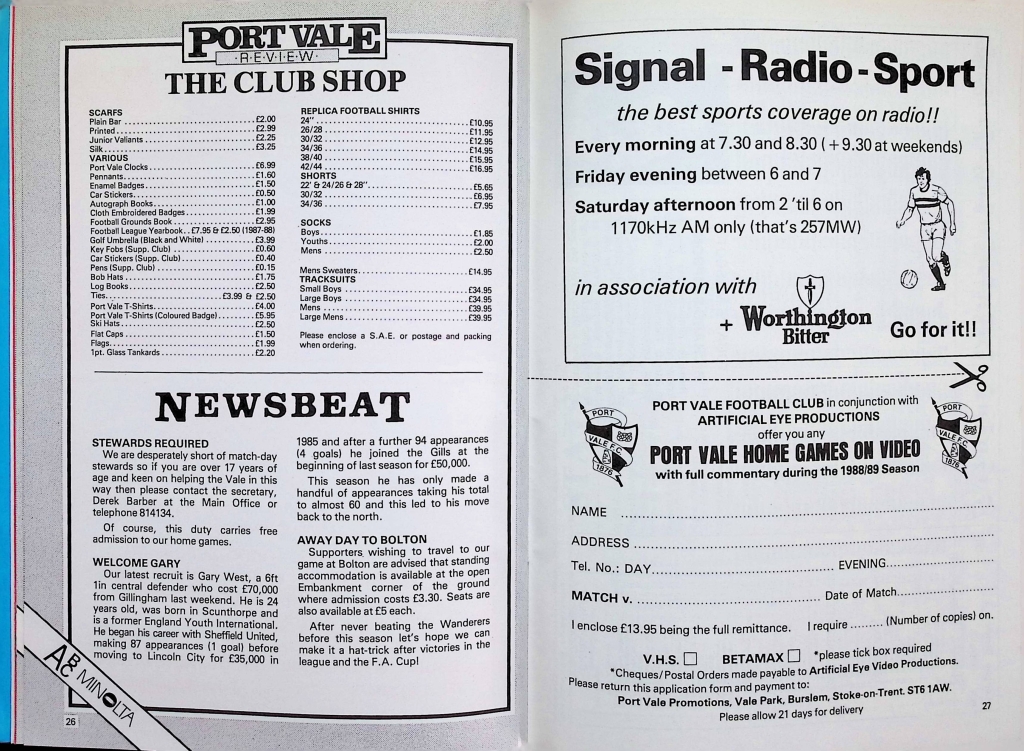 PORT VALE
·R·E·V·I·E·W·
THE CLUB SHOP
SCARFS
Plain Bar ........ £2.00
Printed ........ £2.99
Junior Valiants ........ £2.25
Silk ........ £3.25
VARIOUS
Port Vale Clocks ........ £6.99
Pennants ........ £1.60
Enamel Badges ........ £1.50
Car Stickers ........ £0.50
Autograph Books ........ £1.00
Cloth Embroidered Badges ........ £1.99
Football Grounds Book ........ £2.95
Football League Yearbook .. £7.95 & £2.50 (1987-88)
Golf Umbrella (Black and White) ........ £3.99
Key Fobs (Supp. Club) ........ £0.60
Car Stickers (Supp. Club) ........ £0.40
Pens (Supp. Club) ........ £0.15
Bob Hats ........ £1.75
Log Books ........ £2.50
Ties ........ £3.99 & £2.50
Port Vale T-Shirts ........ £4.00
Port Vale T-Shirts (Coloured Badge) ........ £5.95
Ski Hats ........ £2.50
Flat Caps ........ £1.50
Flags ........ £1.99
1pt. Glass Tankards ........ £2.20
REPLICA FOOTBALL SHIRTS
24" ........ £10.95
26/28 ........ £11.95
30/32 ........ £12.95
34/36 ........ £14.95
38/40 ........ £15.95
42/44 ........ £16.95
SHORTS
22' & 24/26 & 28" ........ £5.65
30/32 ........ £6.95
34/36 ........ £7.95
SOCKS
Boys ........ £1.85
Youths ........ £2.00
Mens ........ £2.50
Mens Sweaters ........ £14.95
TRACKSUITS
Small Boys ........ £34.95
Large Boys ........ £34.95
Mens ........ £39.95
Large Mens ........ £39.95
Please enclose a S.A.E. or postage and packing
when ordering.
NEWSBEAT
STEWARDS REQUIRED
We are desperately short of match-day
stewards so if you are over 17 years of
age and keen on helping the Vale in this
way then please contact the secretary,
Derek Barber at the Main Office or
telephone 814134.
Of course, this duty carries free
admission to our home games.
WELCOME GARY
Our latest recruit is Gary West, a 6ft
1in central defender who cost £70,000
from Gillingham last weekend. He is 24
years old, was born in Scunthorpe and
is a former England Youth International.
He began his career with Sheffield United,
making 87 appearances (1 goal) before
moving to Lincoln City for £35,000 in
1985 and after a further 94 appearances
(4 goals) he joined the Gills at the
beginning of last season for £50,000.
This season he has only made a
handful of appearances taking his total
to almost 60 and this led to his move
back to the north.
AWAY DAY TO BOLTON
Supporters wishing to travel to our
game at Bolton are advised that standing
accommodation is available at the open
Embankment corner of the ground
where admission costs £3.30. Seats are
also available at £5 each.
After never beating the Wanderers
before this season let's hope we can
make it a hat-trick after victories in the
league and the F.A. Cup!
ABC MINOLTA
26
Signal - Radio - Sport
the best sports coverage on radio!!
Every morning at 7.30 and 8.30 (+ 9.30 at weekends)
Friday evening between 6 and 7
Saturday afternoon from 2 'til 6 on
1170kHz AM only (that's 257MW)
in association with
+ Worthington
Bitter
Go for it!!
PORT
VALE F.C.
1876
PORT VALE FOOTBALL CLUB in conjunction with
ARTIFICIAL EYE PRODUCTIONS
offer you any
PORT VALE HOME GAMES ON VIDEO
with full commentary during the 1988/89 Season
PORT
VALE F.C.
1876
NAME ........
ADDRESS ........
Tel. No.: DAY ........ EVENING ........
MATCH v. ........ Date of Match ........
I enclose £13.95 being the full remittance. I require ........ (Number of copies) on.
V.H.S. □ BETAMAX □ *please tick box required
*Cheques/Postal Orders made payable to Artificial Eye Video Productions.
Please return this application form and payment to:
Port Vale Promotions, Vale Park, Burslem, Stoke-on-Trent. ST6 1AW.
Please allow 21 days for delivery
27